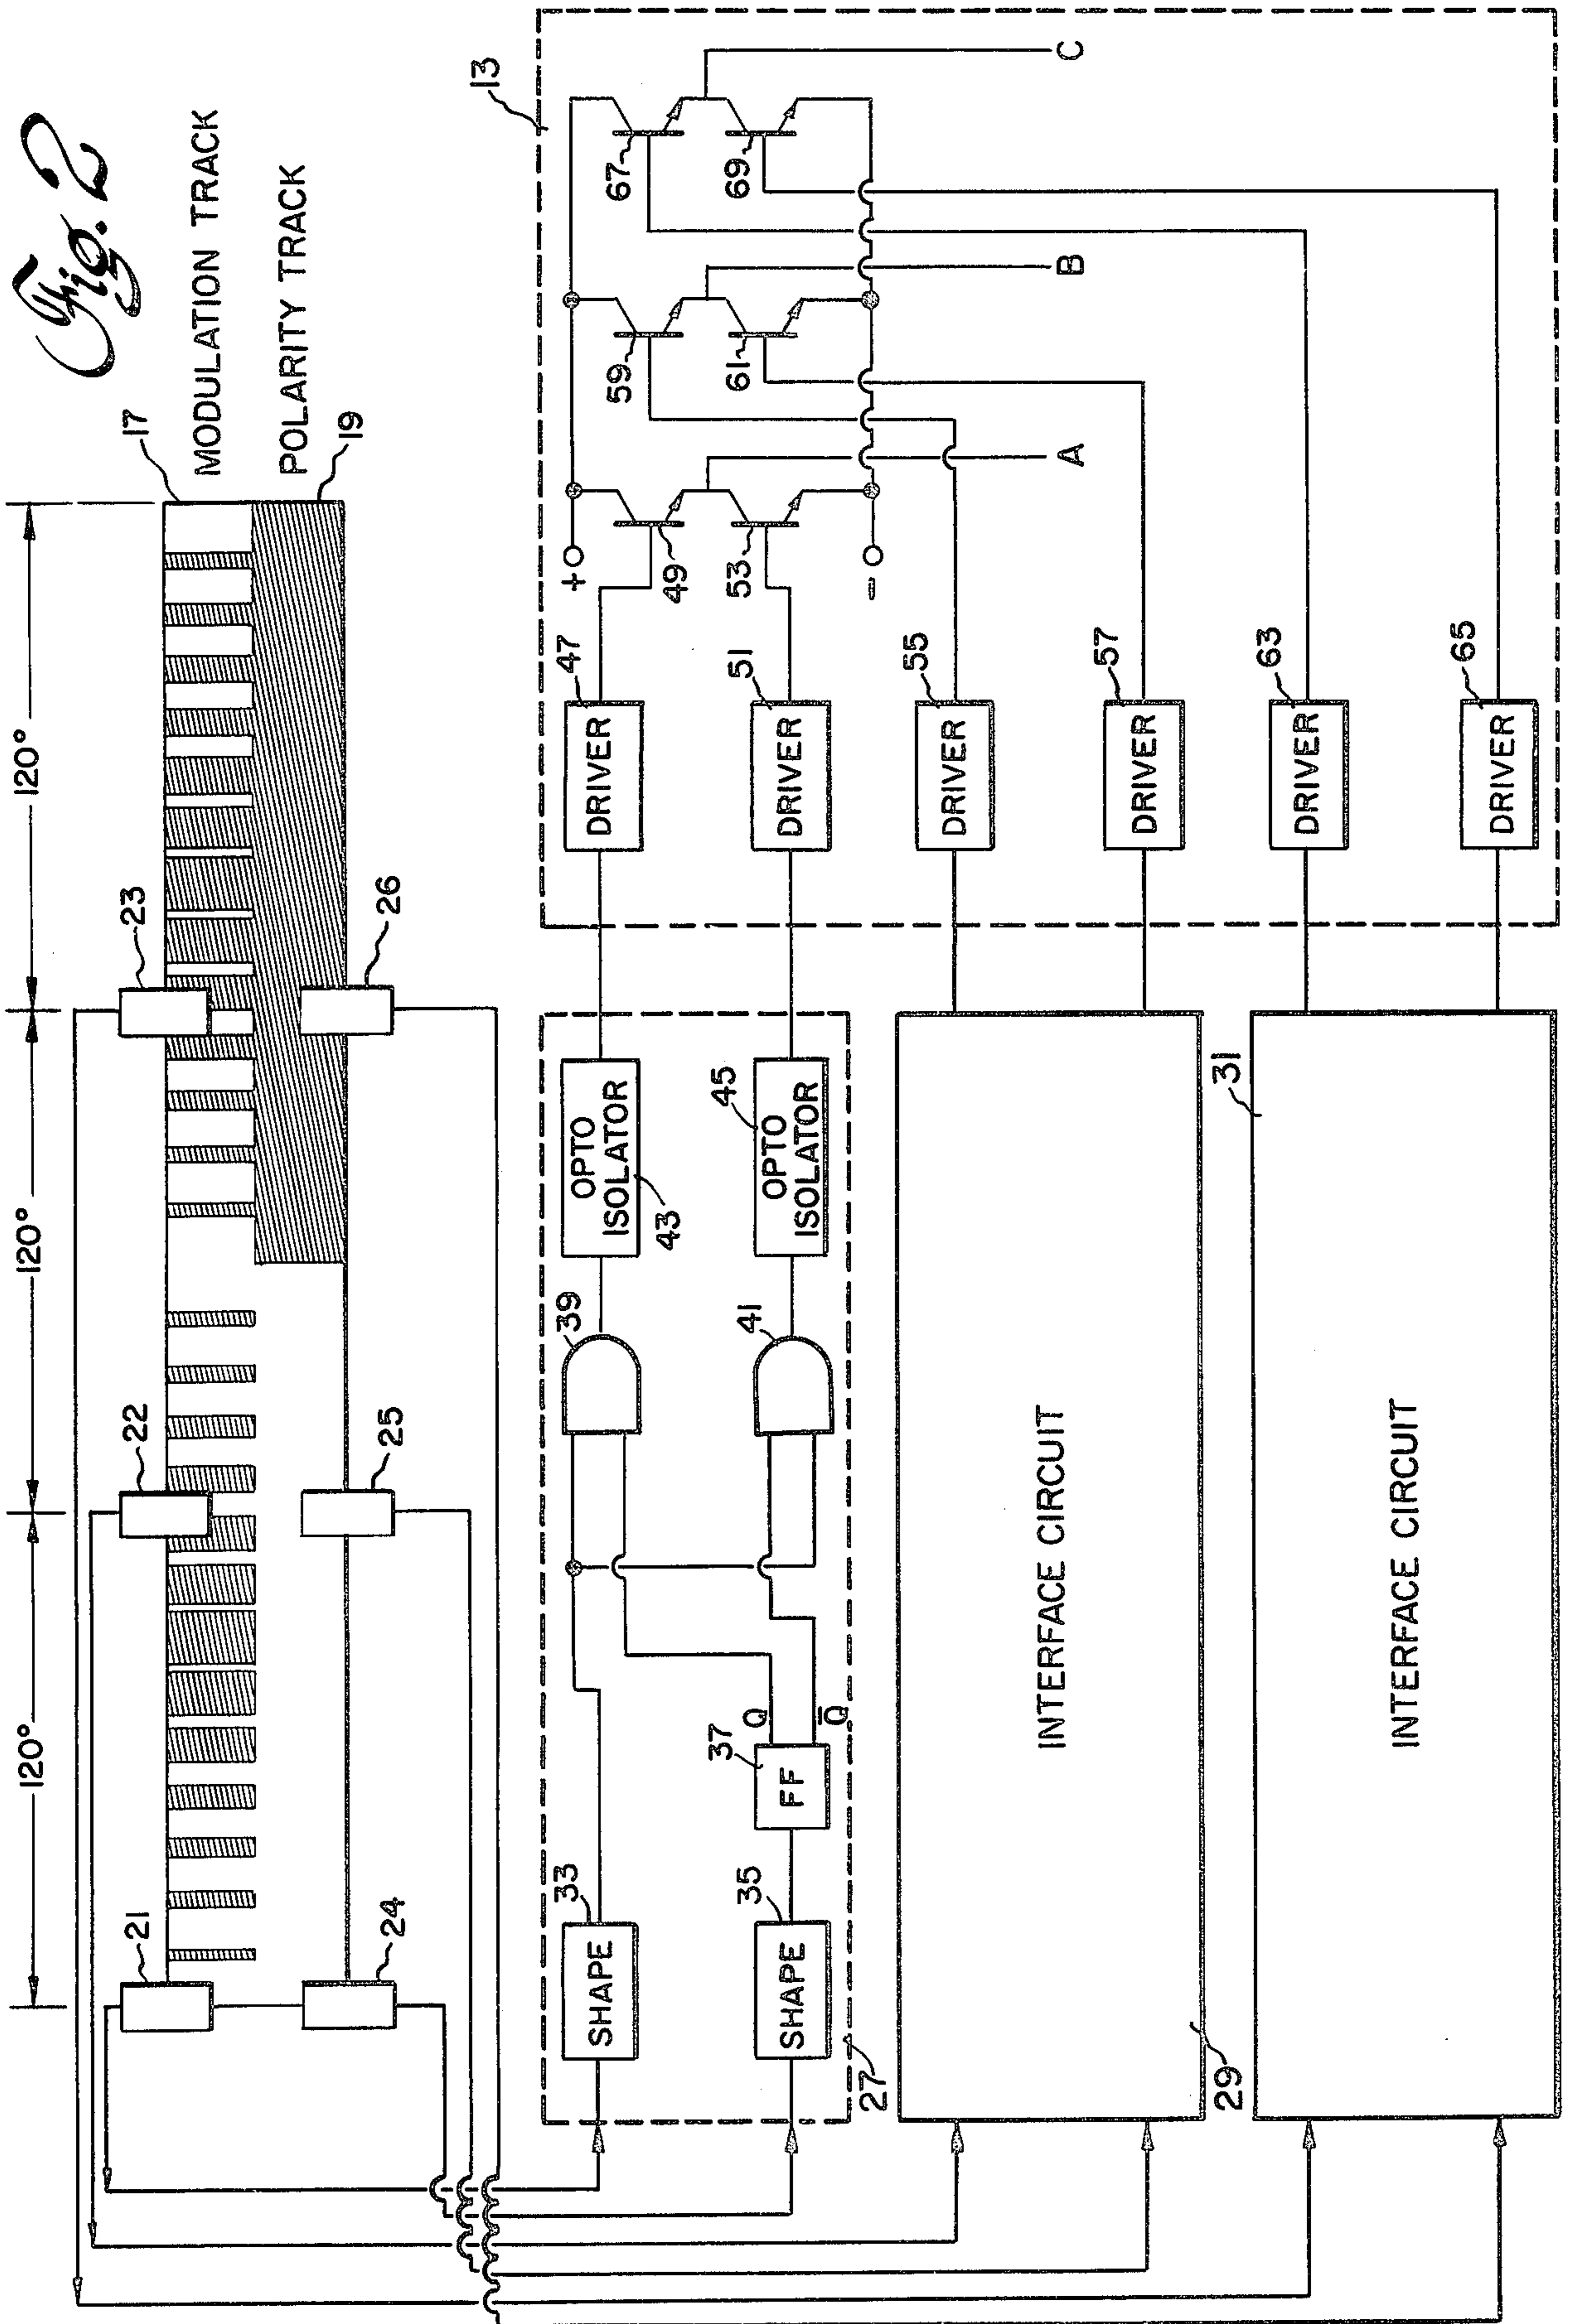 Fig. 2
120°
120°
120°
17
MODULATION TRACK
POLARITY TRACK
19
21
22
23
24
25
26
13
33
SHAPE
35
SHAPE
37
FF
Q
Q̅
39
41
OPTO
ISOLATOR
43
45
OPTO
ISOLATOR
27
47
DRIVER
51
DRIVER
55
DRIVER
57
DRIVER
63
DRIVER
65
DRIVER
+
-
49
53
59
61
67
69
A
B
C
INTERFACE CIRCUIT
29
31
INTERFACE CIRCUIT